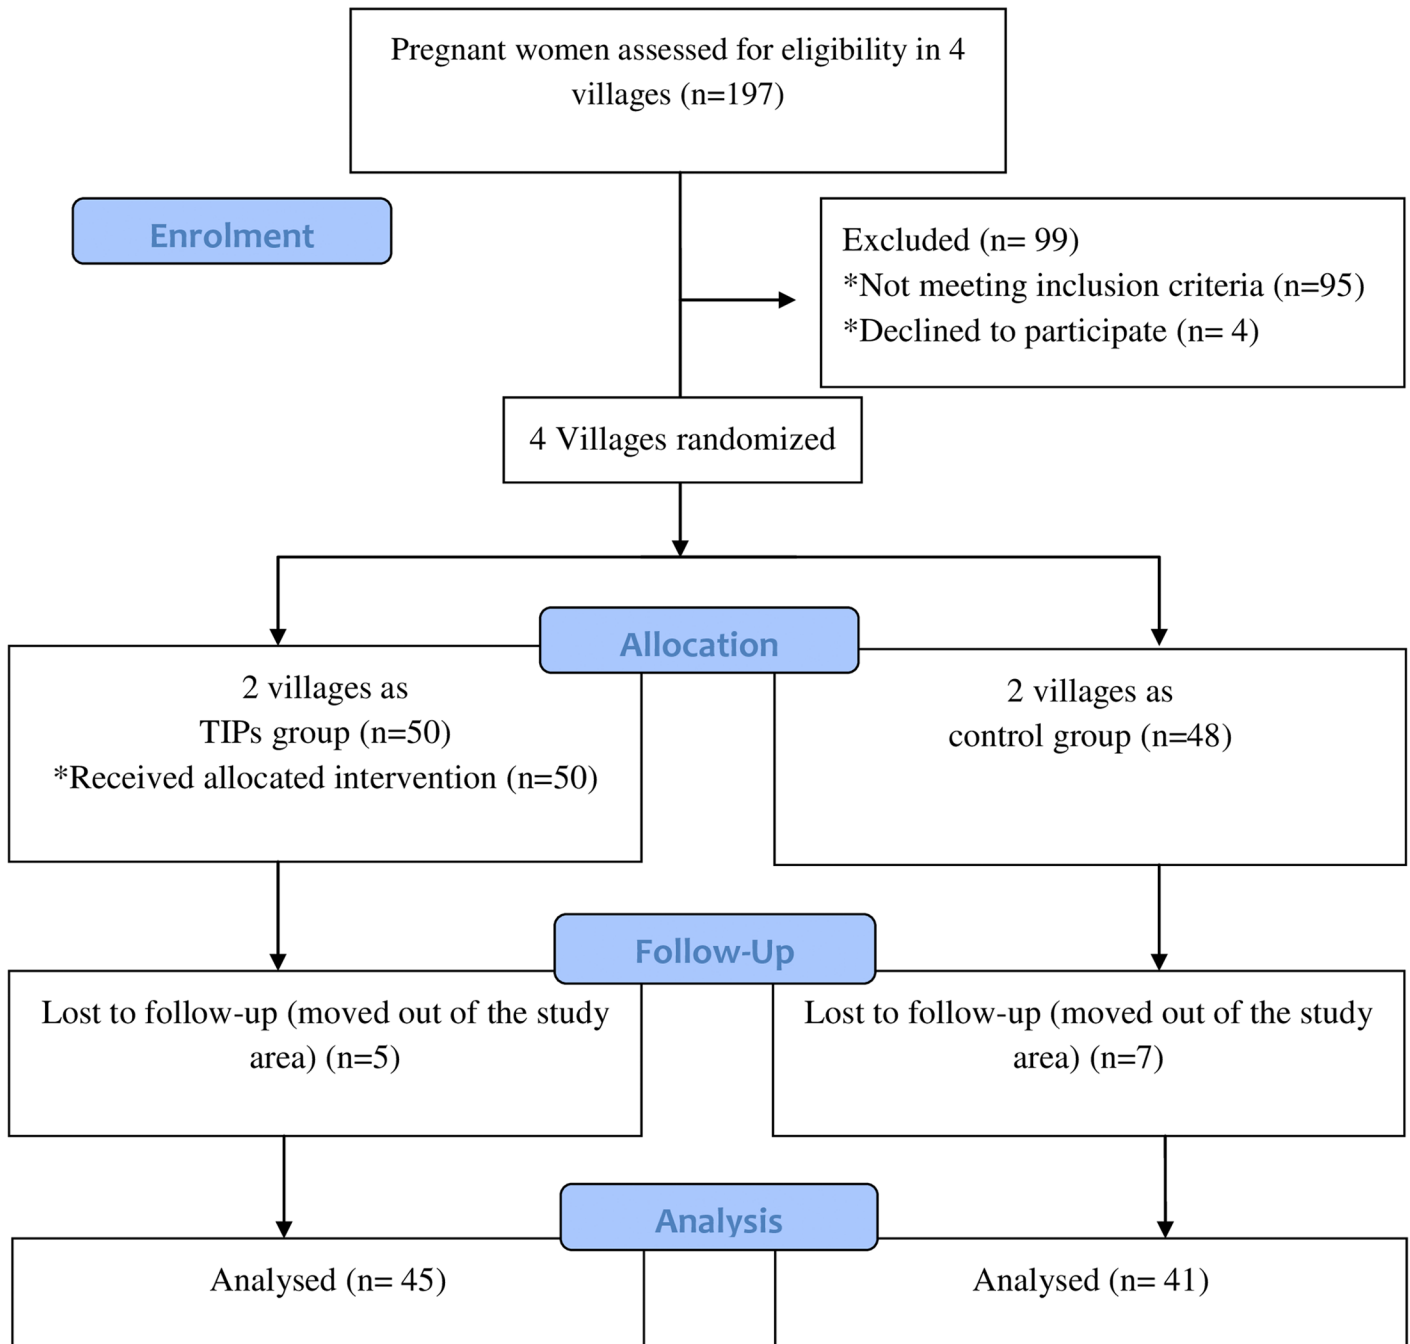 Pregnant women assessed for eligibility in 4
villages (n=197)
Enrolment
Excluded (n= 99)
*Not meeting inclusion criteria (n=95)
*Declined to participate (n= 4)
4 Villages randomized
Allocation
2 villages as
TIPs group (n=50)
*Received allocated intervention (n=50)
2 villages as
control group (n=48)
Follow-Up
Lost to follow-up (moved out of the study
area) (n=5)
Lost to follow-up (moved out of the study
area) (n=7)
Analysis
Analysed (n= 45)
Analysed (n= 41)